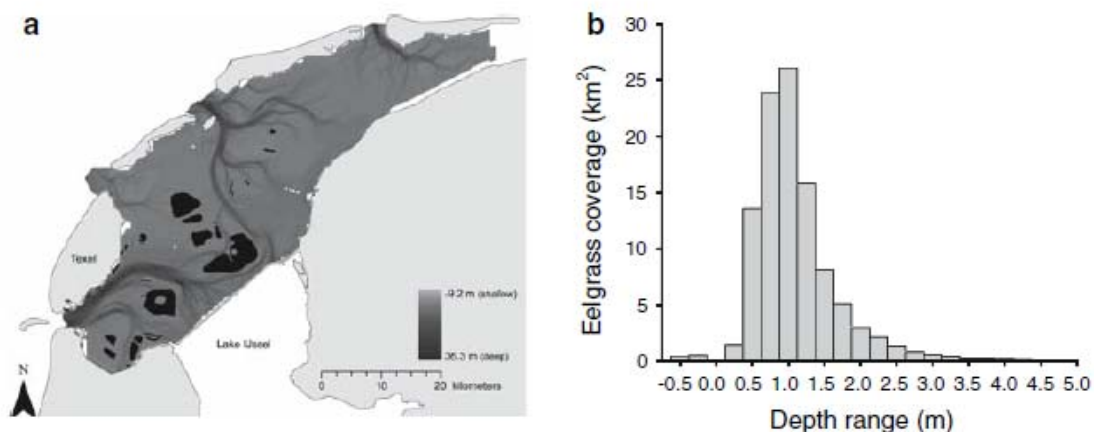 a
Texel
-9.2 m (shallow)
36.3 m (deep)
Lake IJssel
N
0 10 20
kilometers
b
Eelgrass coverage (km²)
30
25
20
15
10
5
0
-0.5 0.0 0.5 1.0 1.5 2.0 2.5 3.0 3.5 4.0 4.5 5.0
Depth range (m)